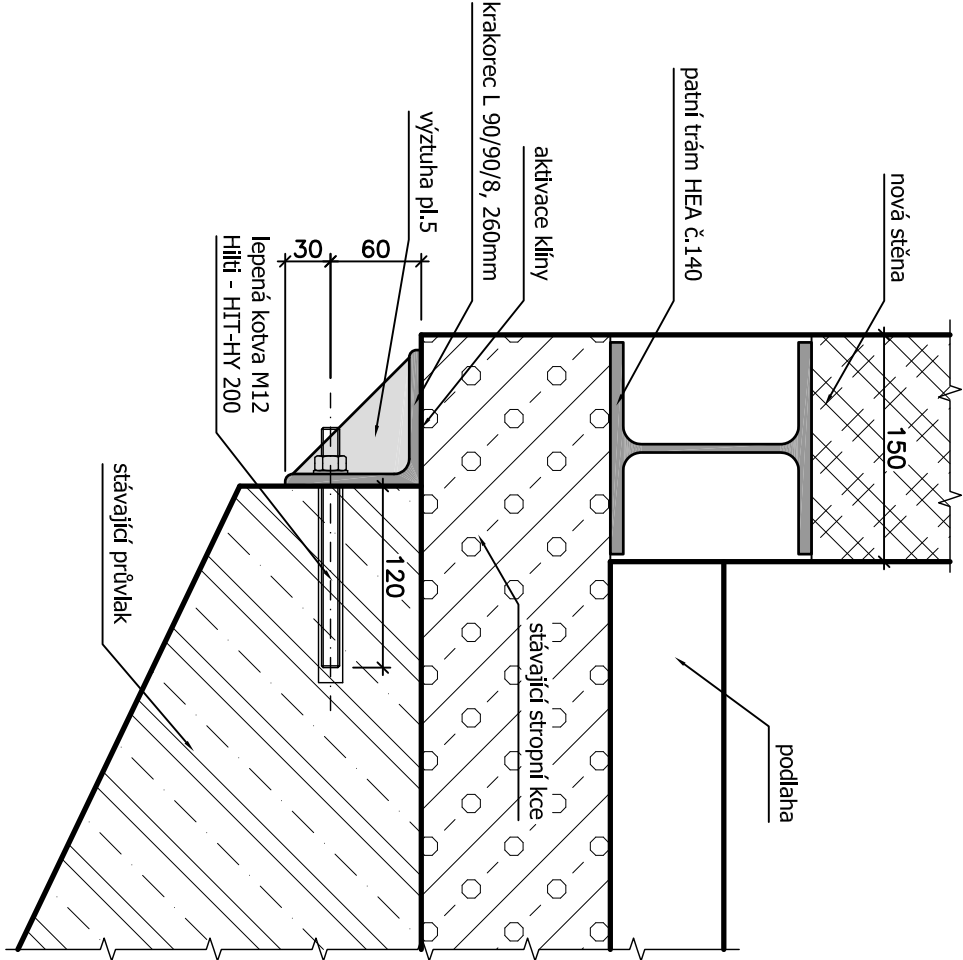 nová stěna
150
patní trám HEA č.140
aktivace klíny
krakorec L 90/90/8, 260mm
výztuha pl.5
60
30
lepená kotva M12
Hilti - HIT-HY 200
120
stávající průvlak
stávající stropní kce
podlaha